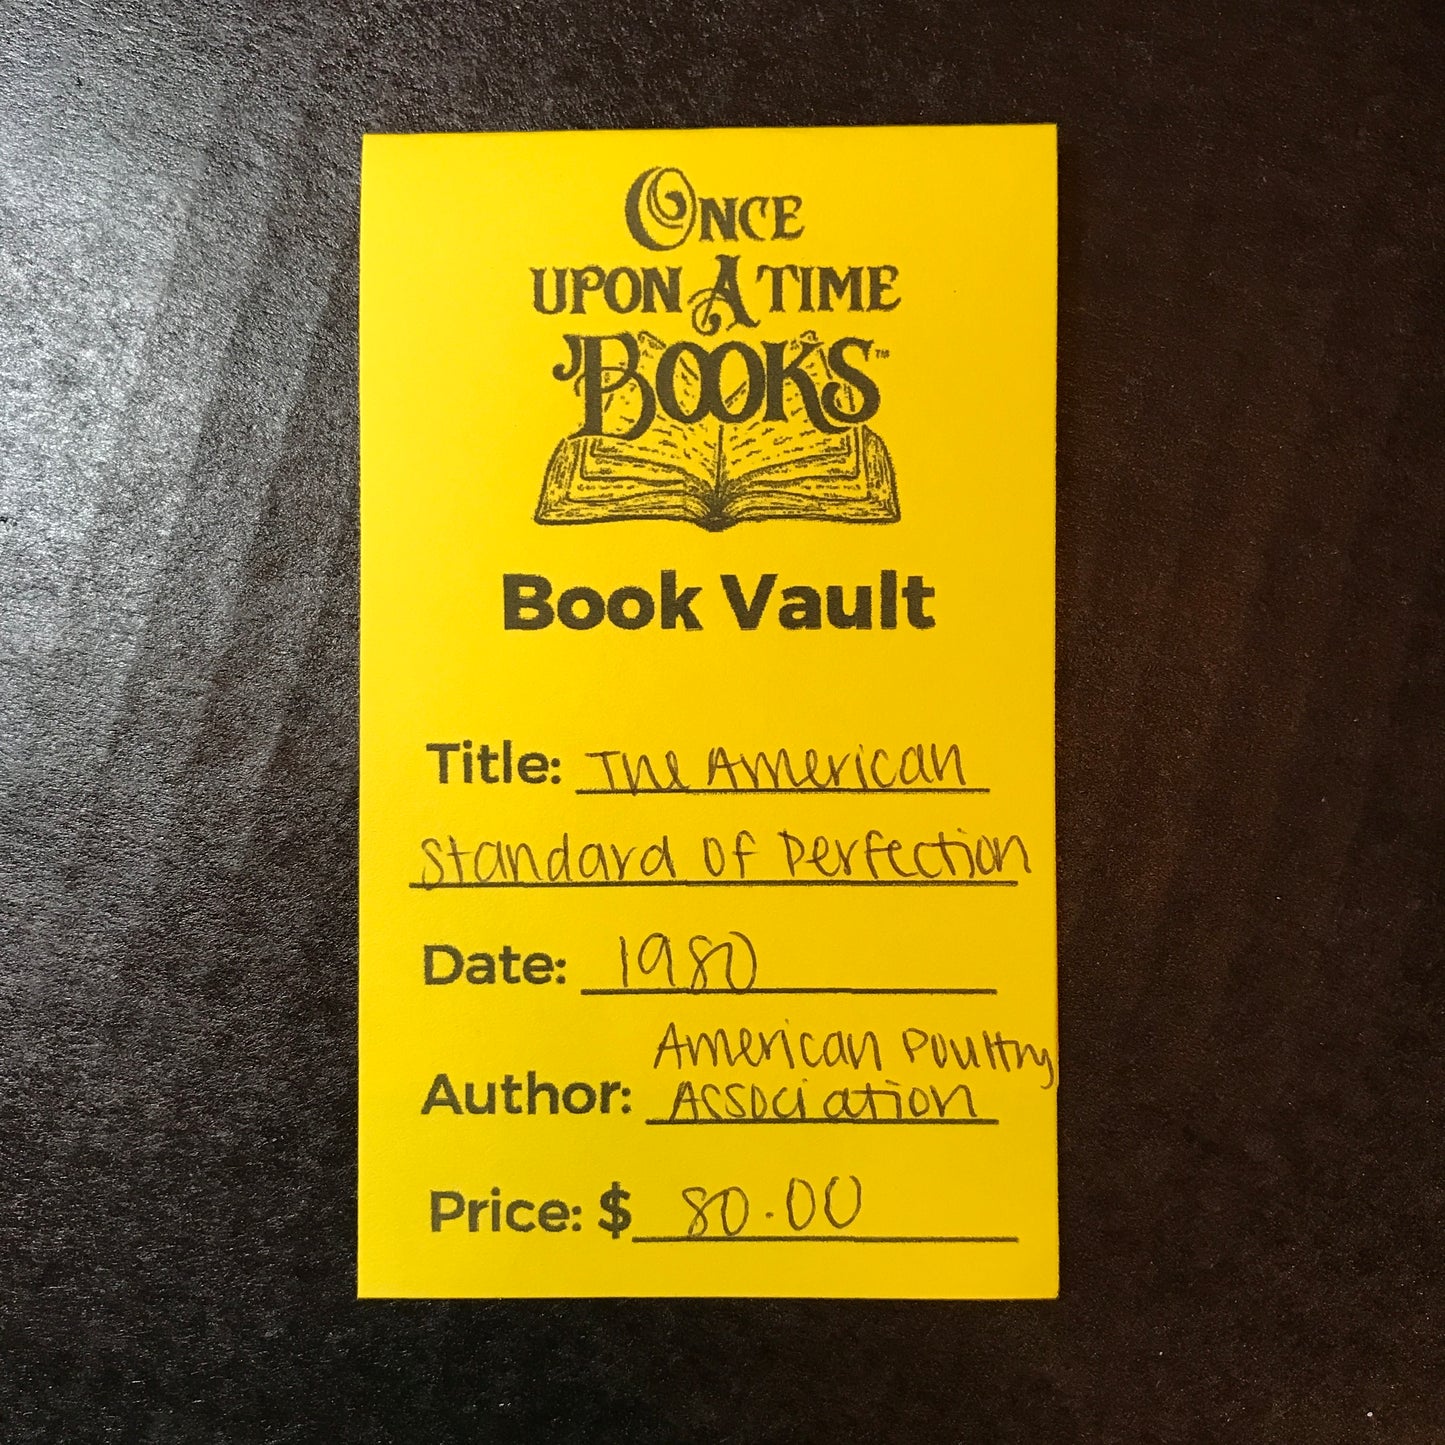 ONCE
UPON A TIME
BOOKS™
Book Vault
Title: The American
Standard of Perfection
Date: 1980
American Poultry
Author: Association
Price: $ 80.00